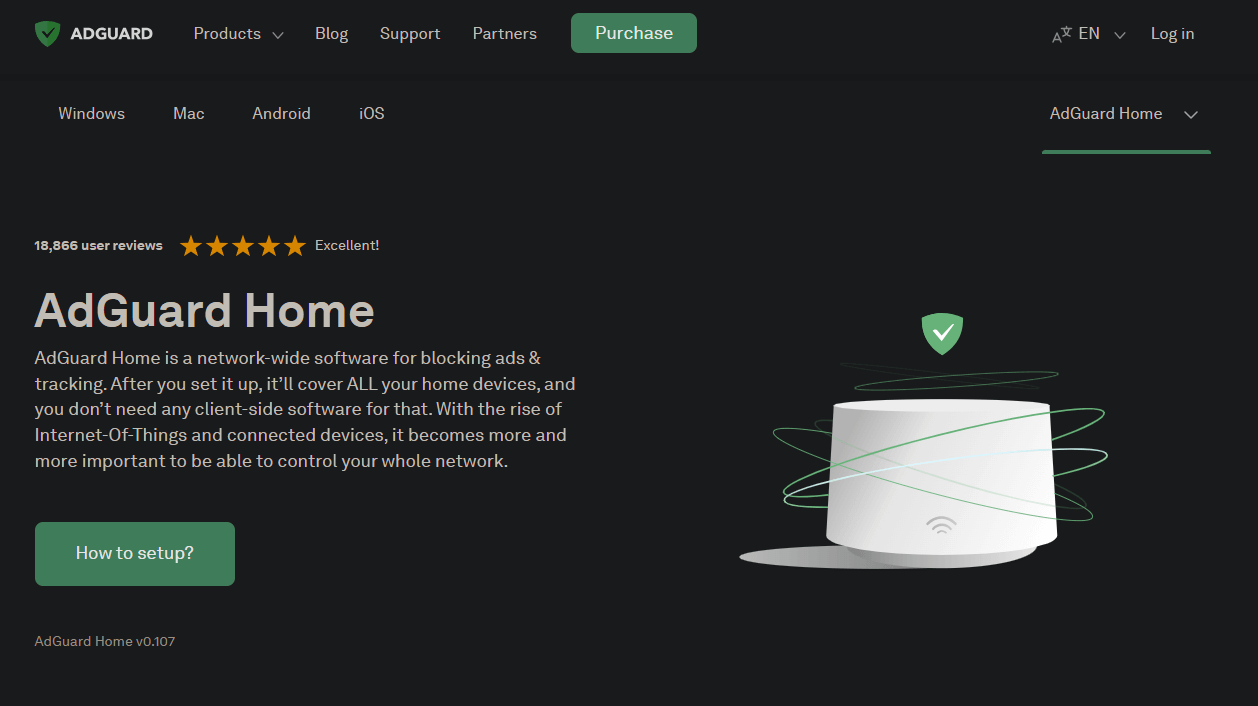 ADGUARD Products Blog Support Partners Purchase EN Log in
Windows Mac Android iOS AdGuard Home
18,866 user reviews Excellent!
AdGuard Home
AdGuard Home is a network-wide software for blocking ads &
tracking. After you set it up, it’ll cover ALL your home devices, and
you don’t need any client-side software for that. With the rise of
Internet-Of-Things and connected devices, it becomes more and
more important to be able to control your whole network.
How to setup?
AdGuard Home v0.107